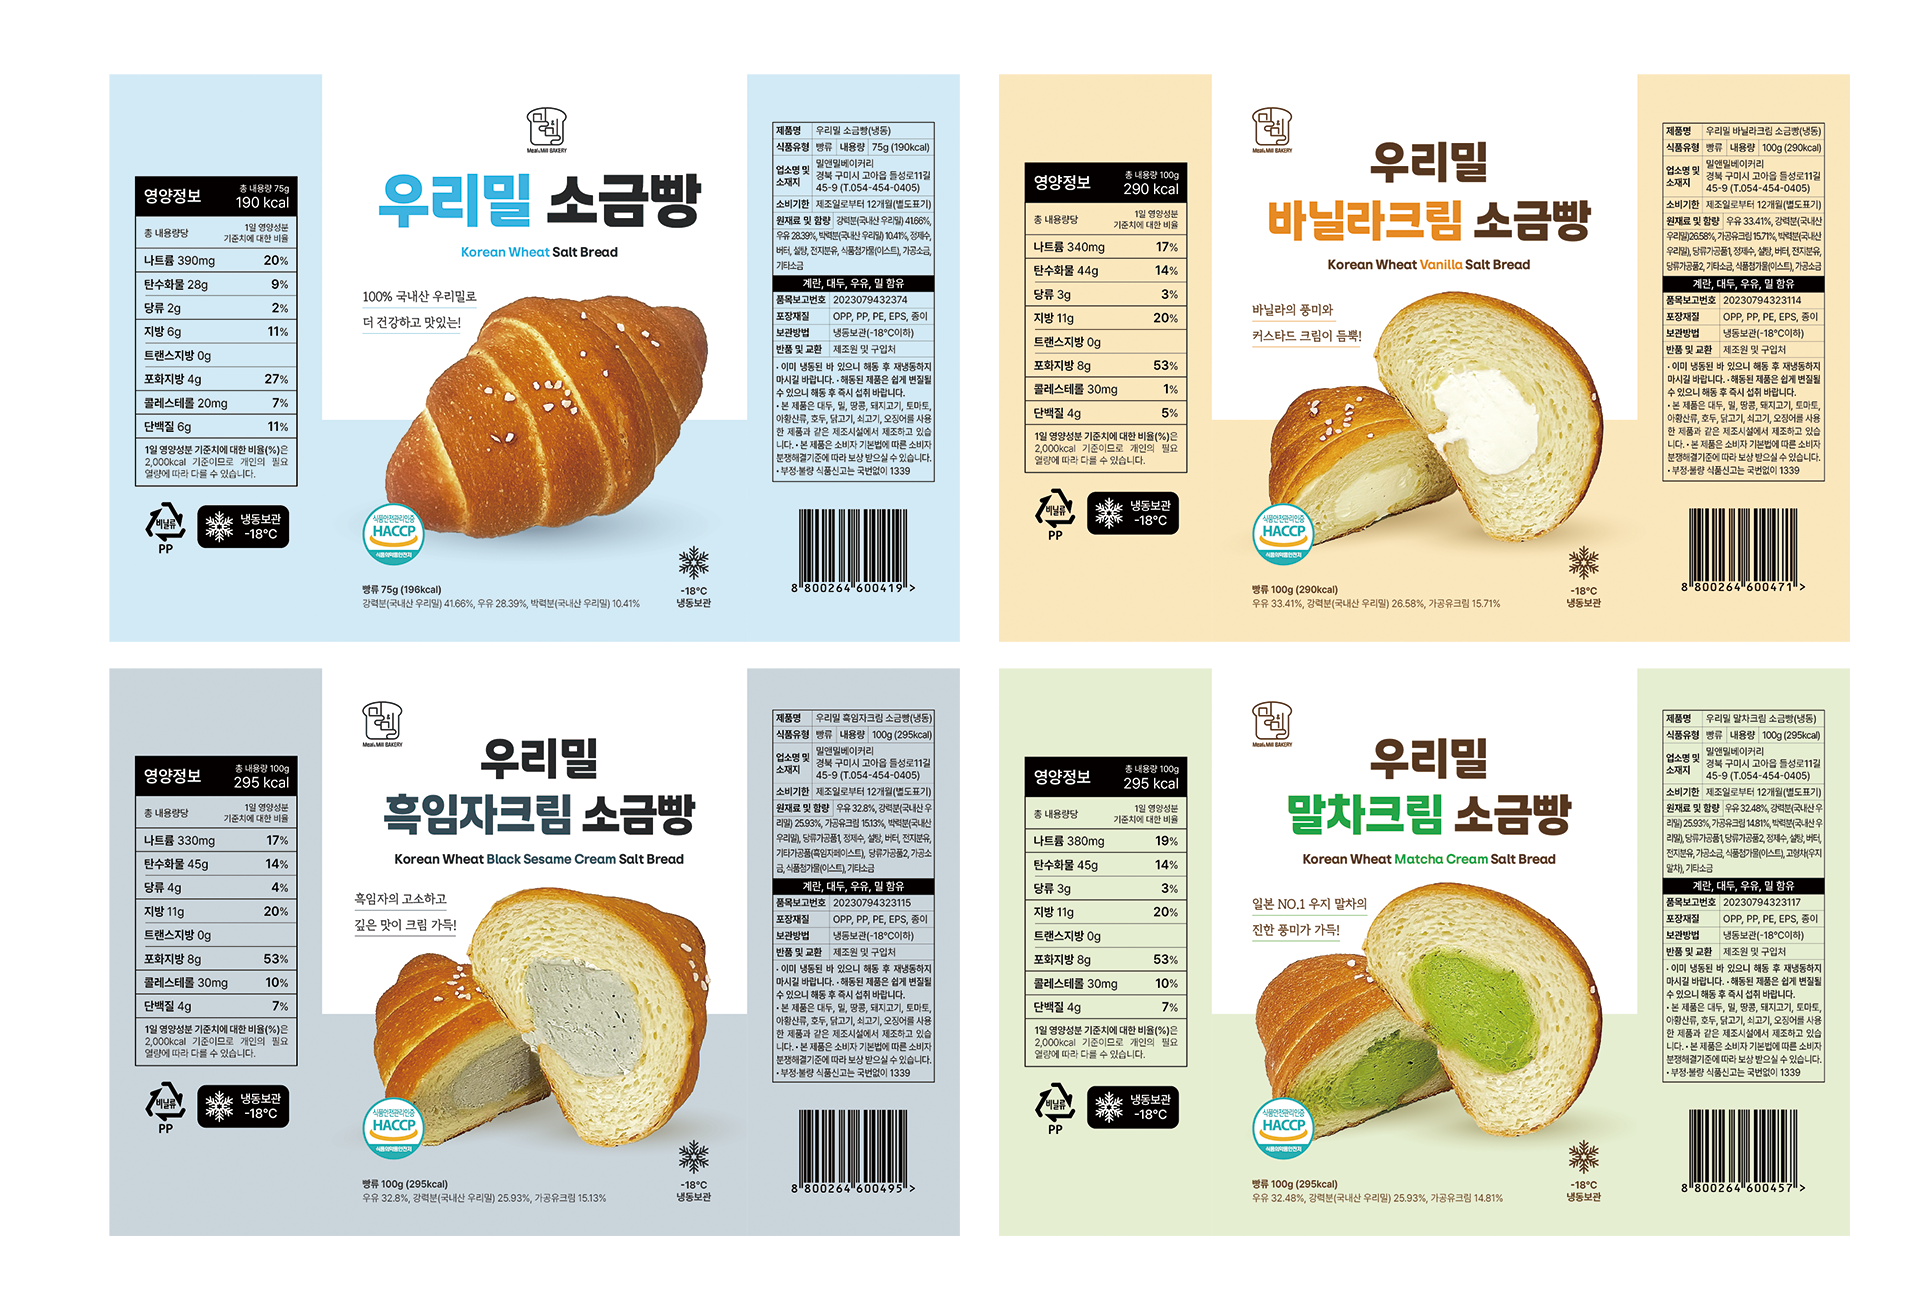 영양정보
총 내용량 75g
190 kcal
총 내용량당
1일 영양성분
기준치에 대한 비율
나트륨 390mg 20%
탄수화물 28g 9%
당류 2g 2%
지방 6g 11%
트랜스지방 0g
포화지방 4g 27%
콜레스테롤 20mg 7%
단백질 6g 11%
1일 영양성분 기준치에 대한 비율(%)은
2,000kcal 기준이므로 개인의 필요
열량에 따라 다를 수 있습니다.
비닐류
PP
냉동보관
-18°C
밀&밀
Meal&Mill BAKERY
우리밀 소금빵
Korean Wheat Salt Bread
100% 국내산 우리밀로
더 건강하고 맛있는!
식품안전관리인증
HACCP
식품의약품안전처
빵류 75g (196kcal)
강력분(국내산 우리밀) 41.66%, 우유 28.39%, 박력분(국내산 우리밀) 10.41%
-18°C
냉동보관
제품명 우리밀 소금빵(냉동)
식품유형 빵류 내용량 75g (190kcal)
업소명 및 소재지 밀앤밀베이커리
경북 구미시 고아읍 들성로11길
45-9 (T.054-454-0405)
소비기한 제조일로부터 12개월(별도표기)
원재료 및 함량 강력분(국내산 우리밀) 41.66%,
우유 28.39%, 박력분(국내산 우리밀) 10.41%, 정제수,
버터, 설탕, 전지분유, 식품첨가물(이스트), 가공소금,
기타소금
계란, 대두, 우유, 밀 함유
품목보고번호 2023079432374
포장재질 OPP, PP, PE, EPS, 종이
보관방법 냉동보관(-18°C이하)
반품 및 교환 제조원 및 구입처
• 이미 냉동된 바 있으니 해동 후 재냉동하지
마시길 바랍니다. • 해동된 제품은 쉽게 변질될
수 있으니 해동 후 즉시 섭취 바랍니다.
• 본 제품은 대두, 밀, 땅콩, 돼지고기, 토마토,
아황산류, 호두, 닭고기, 쇠고기, 오징어를 사용
한 제품과 같은 제조시설에서 제조하고 있습
니다. • 본 제품은 소비자 기본법에 따른 소비자
분쟁해결기준에 따라 보상 받으실 수 있습니다.
• 부정·불량 식품신고는 국번없이 1339
8 800264 600419 >
영양정보
총 내용량 100g
290 kcal
총 내용량당
1일 영양성분
기준치에 대한 비율
나트륨 340mg 17%
탄수화물 44g 14%
당류 3g 3%
지방 11g 20%
트랜스지방 0g
포화지방 8g 53%
콜레스테롤 30mg 1%
단백질 4g 5%
1일 영양성분 기준치에 대한 비율(%)은
2,000kcal 기준이므로 개인의 필요
열량에 따라 다를 수 있습니다.
비닐류
PP
냉동보관
-18°C
밀&밀
Meal&Mill BAKERY
우리밀
바닐라크림 소금빵
Korean Wheat Vanilla Salt Bread
바닐라의 풍미와
커스타드 크림이 듬뿍!
식품안전관리인증
HACCP
식품의약품안전처
빵류 100g (290kcal)
우유 33.41%, 강력분(국내산 우리밀) 26.58%, 가공유크림 15.71%
-18°C
냉동보관
제품명 우리밀 바닐라크림 소금빵(냉동)
식품유형 빵류 내용량 100g (290kcal)
업소명 및 소재지 밀앤밀베이커리
경북 구미시 고아읍 들성로11길
45-9 (T.054-454-0405)
소비기한 제조일로부터 12개월(별도표기)
원재료 및 함량 우유 33.41%, 강력분(국내산
우리밀)26.58%, 가공유크림 15.71%, 박력분(국내산
우리밀), 당류가공품1, 정제수, 설탕, 버터, 전지분유,
당류가공품2, 기타소금, 식품첨가물(이스트), 가공소금
계란, 대두, 우유, 밀 함유
품목보고번호 20230794323114
포장재질 OPP, PP, PE, EPS, 종이
보관방법 냉동보관(-18°C이하)
반품 및 교환 제조원 및 구입처
• 이미 냉동된 바 있으니 해동 후 재냉동하지
마시길 바랍니다. • 해동된 제품은 쉽게 변질될
수 있으니 해동 후 즉시 섭취 바랍니다.
• 본 제품은 대두, 밀, 땅콩, 돼지고기, 토마토,
아황산류, 호두, 닭고기, 쇠고기, 오징어를 사용
한 제품과 같은 제조시설에서 제조하고 있습
니다. • 본 제품은 소비자 기본법에 따른 소비자
분쟁해결기준에 따라 보상 받으실 수 있습니다.
• 부정·불량 식품신고는 국번없이 1339
8 800264 600471 >
영양정보
총 내용량 100g
295 kcal
총 내용량당
1일 영양성분
기준치에 대한 비율
나트륨 330mg 17%
탄수화물 45g 14%
당류 4g 4%
지방 11g 20%
트랜스지방 0g
포화지방 8g 53%
콜레스테롤 30mg 10%
단백질 4g 7%
1일 영양성분 기준치에 대한 비율(%)은
2,000kcal 기준이므로 개인의 필요
열량에 따라 다를 수 있습니다.
비닐류
PP
냉동보관
-18°C
밀&밀
Meal&Mill BAKERY
우리밀
흑임자크림 소금빵
Korean Wheat Black Sesame Cream Salt Bread
흑임자의 고소하고
깊은 맛이 크림 가득!
식품안전관리인증
HACCP
식품의약품안전처
빵류 100g (295kcal)
우유 32.8%, 강력분(국내산 우리밀) 25.93%, 가공유크림 15.13%
-18°C
냉동보관
제품명 우리밀 흑임자크림 소금빵(냉동)
식품유형 빵류 내용량 100g (295kcal)
업소명 및 소재지 밀앤밀베이커리
경북 구미시 고아읍 들성로11길
45-9 (T.054-454-0405)
소비기한 제조일로부터 12개월(별도표기)
원재료 및 함량 우유 32.8%, 강력분(국내산 우
리밀) 25.93%, 가공유크림 15.13%, 박력분(국내산
우리밀), 당류가공품1, 정제수, 설탕, 버터, 전지분유,
기타가공품(흑임자페이스트), 당류가공품2, 가공소
금, 식품첨가물(이스트), 기타소금
계란, 대두, 우유, 밀 함유
품목보고번호 20230794323115
포장재질 OPP, PP, PE, EPS, 종이
보관방법 냉동보관(-18°C이하)
반품 및 교환 제조원 및 구입처
• 이미 냉동된 바 있으니 해동 후 재냉동하지
마시길 바랍니다. • 해동된 제품은 쉽게 변질될
수 있으니 해동 후 즉시 섭취 바랍니다.
• 본 제품은 대두, 밀, 땅콩, 돼지고기, 토마토,
아황산류, 호두, 닭고기, 쇠고기, 오징어를 사용
한 제품과 같은 제조시설에서 제조하고 있습
니다. • 본 제품은 소비자 기본법에 따른 소비자
분쟁해결기준에 따라 보상 받으실 수 있습니다.
• 부정·불량 식품신고는 국번없이 1339
8 800264 600495 >
영양정보
총 내용량 100g
295 kcal
총 내용량당
1일 영양성분
기준치에 대한 비율
나트륨 380mg 19%
탄수화물 45g 14%
당류 3g 3%
지방 11g 20%
트랜스지방 0g
포화지방 8g 53%
콜레스테롤 30mg 10%
단백질 4g 7%
1일 영양성분 기준치에 대한 비율(%)은
2,000kcal 기준이므로 개인의 필요
열량에 따라 다를 수 있습니다.
비닐류
PP
냉동보관
-18°C
밀&밀
Meal&Mill BAKERY
우리밀
말차크림 소금빵
Korean Wheat Matcha Cream Salt Bread
일본 NO.1 우지 말차의
진한 풍미가 가득!
식품안전관리인증
HACCP
식품의약품안전처
빵류 100g (295kcal)
우유 32.48%, 강력분(국내산 우리밀) 25.93%, 가공유크림 14.81%
-18°C
냉동보관
제품명 우리밀 말차크림 소금빵(냉동)
식품유형 빵류 내용량 100g (295kcal)
업소명 및 소재지 밀앤밀베이커리
경북 구미시 고아읍 들성로11길
45-9 (T.054-454-0405)
소비기한 제조일로부터 12개월(별도표기)
원재료 및 함량 우유 32.48%, 강력분(국내산 우
리밀) 25.93%, 가공유크림 14.81%, 박력분(국내산 우
리밀), 당류가공품1, 당류가공품2, 정제수, 설탕, 버터,
전지분유, 가공소금, 식품첨가물(이스트), 고형차(우지
말차), 기타소금
계란, 대두, 우유, 밀 함유
품목보고번호 20230794323117
포장재질 OPP, PP, PE, EPS, 종이
보관방법 냉동보관(-18°C이하)
반품 및 교환 제조원 및 구입처
• 이미 냉동된 바 있으니 해동 후 재냉동하지
마시길 바랍니다. • 해동된 제품은 쉽게 변질될
수 있으니 해동 후 즉시 섭취 바랍니다.
• 본 제품은 대두, 밀, 땅콩, 돼지고기, 토마토,
아황산류, 호두, 닭고기, 쇠고기, 오징어를 사용
한 제품과 같은 제조시설에서 제조하고 있습
니다. • 본 제품은 소비자 기본법에 따른 소비자
분쟁해결기준에 따라 보상 받으실 수 있습니다.
• 부정·불량 식품신고는 국번없이 1339
8 800264 600457 >